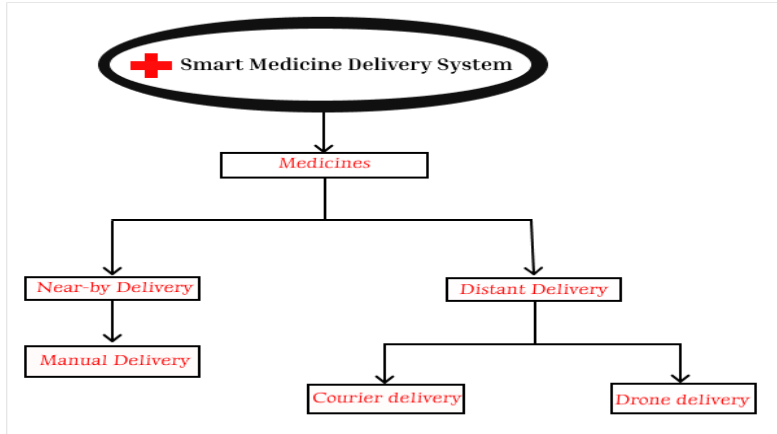 Smart Medicine Delivery System
Medicines
Near-by Delivery
Distant Delivery
Manual Delivery
Courier delivery
Drone delivery